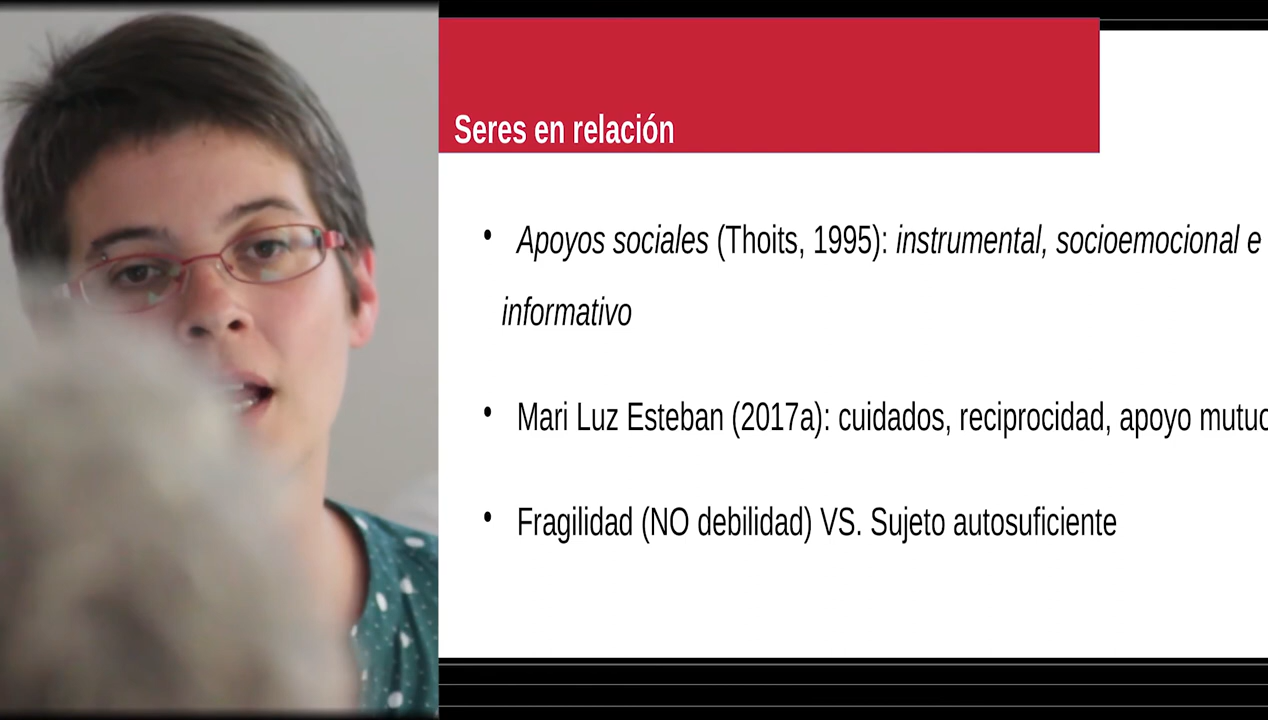 Seres en relación
• Apoyos sociales (Thoits, 1995): instrumental, socioemocional e
informativo
• Mari Luz Esteban (2017a): cuidados, reciprocidad, apoyo mutuo
• Fragilidad (NO debilidad) VS. Sujeto autosuficiente